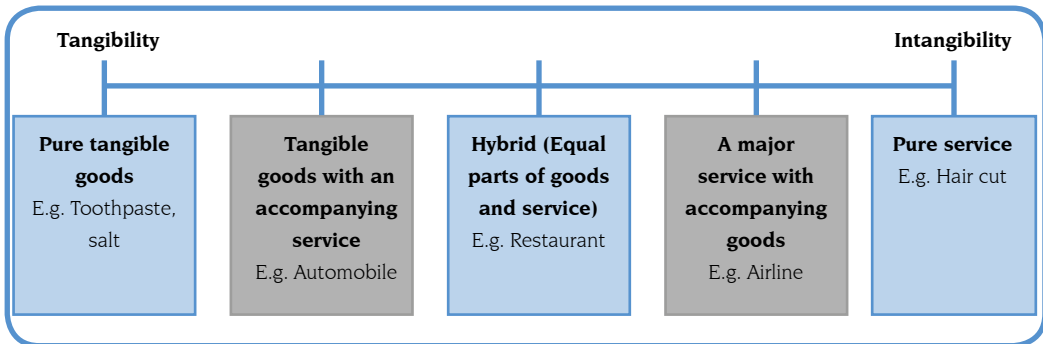 Tangibility
Intangibility
Pure tangible
goods
E.g. Toothpaste,
salt
Tangible
goods with an
accompanying
service
E.g. Automobile
Hybrid (Equal
parts of goods
and service)
E.g. Restaurant
A major
service with
accompanying
goods
E.g. Airline
Pure service
E.g. Hair cut